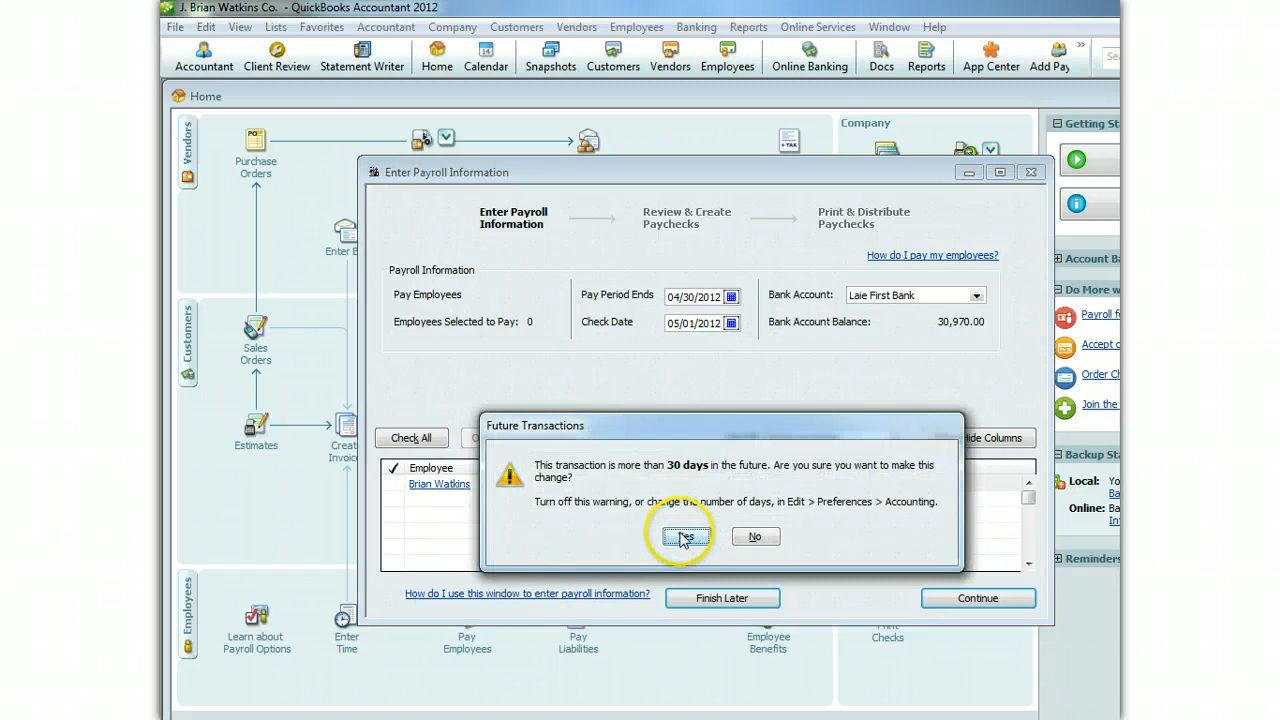 J. Brian Watkins Co. - QuickBooks Accountant 2012
File Edit View Lists Favorites Accountant Company Customers Vendors Employees Banking Reports Online Services Window Help
Accountant Client Review Statement Writer Home Calendar Snapshots Customers Vendors Employees Online Banking Docs Reports App Center Add Pay
Home
Vendors
Purchase
Orders
Enter
Company
Getting
Enter Payroll Information
Enter Payroll
Information
Review & Create
Paychecks
Print & Distribute
Paychecks
How do I pay my employees?
Payroll Information
Pay Employees
Employees Selected to Pay: 0
Pay Period Ends 04/30/2012
Check Date 05/01/2012
Bank Account: Laie First Bank
Bank Account Balance: 30,970.00
Account
Do More
Payroll
Accept
Order
Join the
Customers
Sales
Orders
Estimates
Check All
Hide Columns
Employee
Brian Watkins
Future Transactions
This transaction is more than 30 days in the future. Are you sure you want to make this
change?
Turn off this warning, or change the number of days, in Edit > Preferences > Accounting.
Yes No
Backup
Local:
Online:
Reminders
How do I use this window to enter payroll information?
Finish Later
Continue
Employees
Learn about
Payroll Options
Enter
Time
Pay
Employees
Pay
Liabilities
Employee
Benefits
Print
Checks